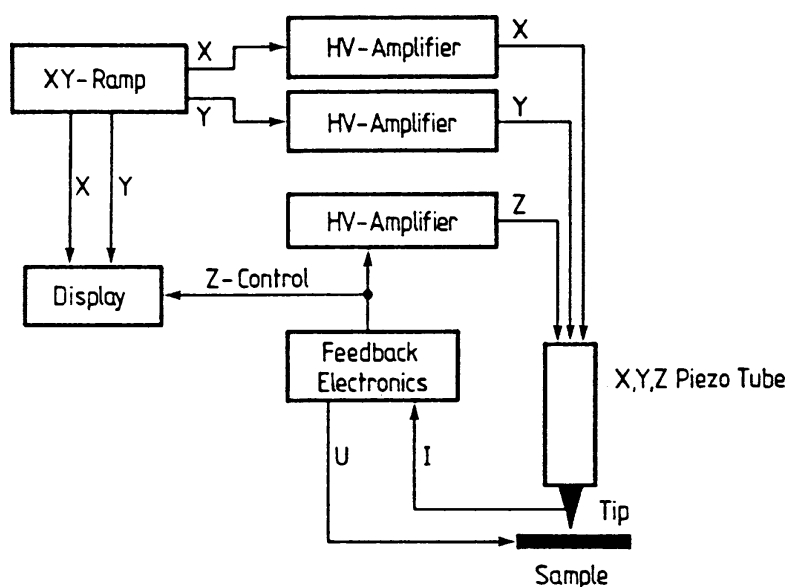 X
HV-Amplifier
X
XY-Ramp
Y
HV-Amplifier
Y
X
Y
HV-Amplifier
Z
Z-Control
Display
Feedback
Electronics
X,Y,Z Piezo Tube
U
I
Tip
Sample